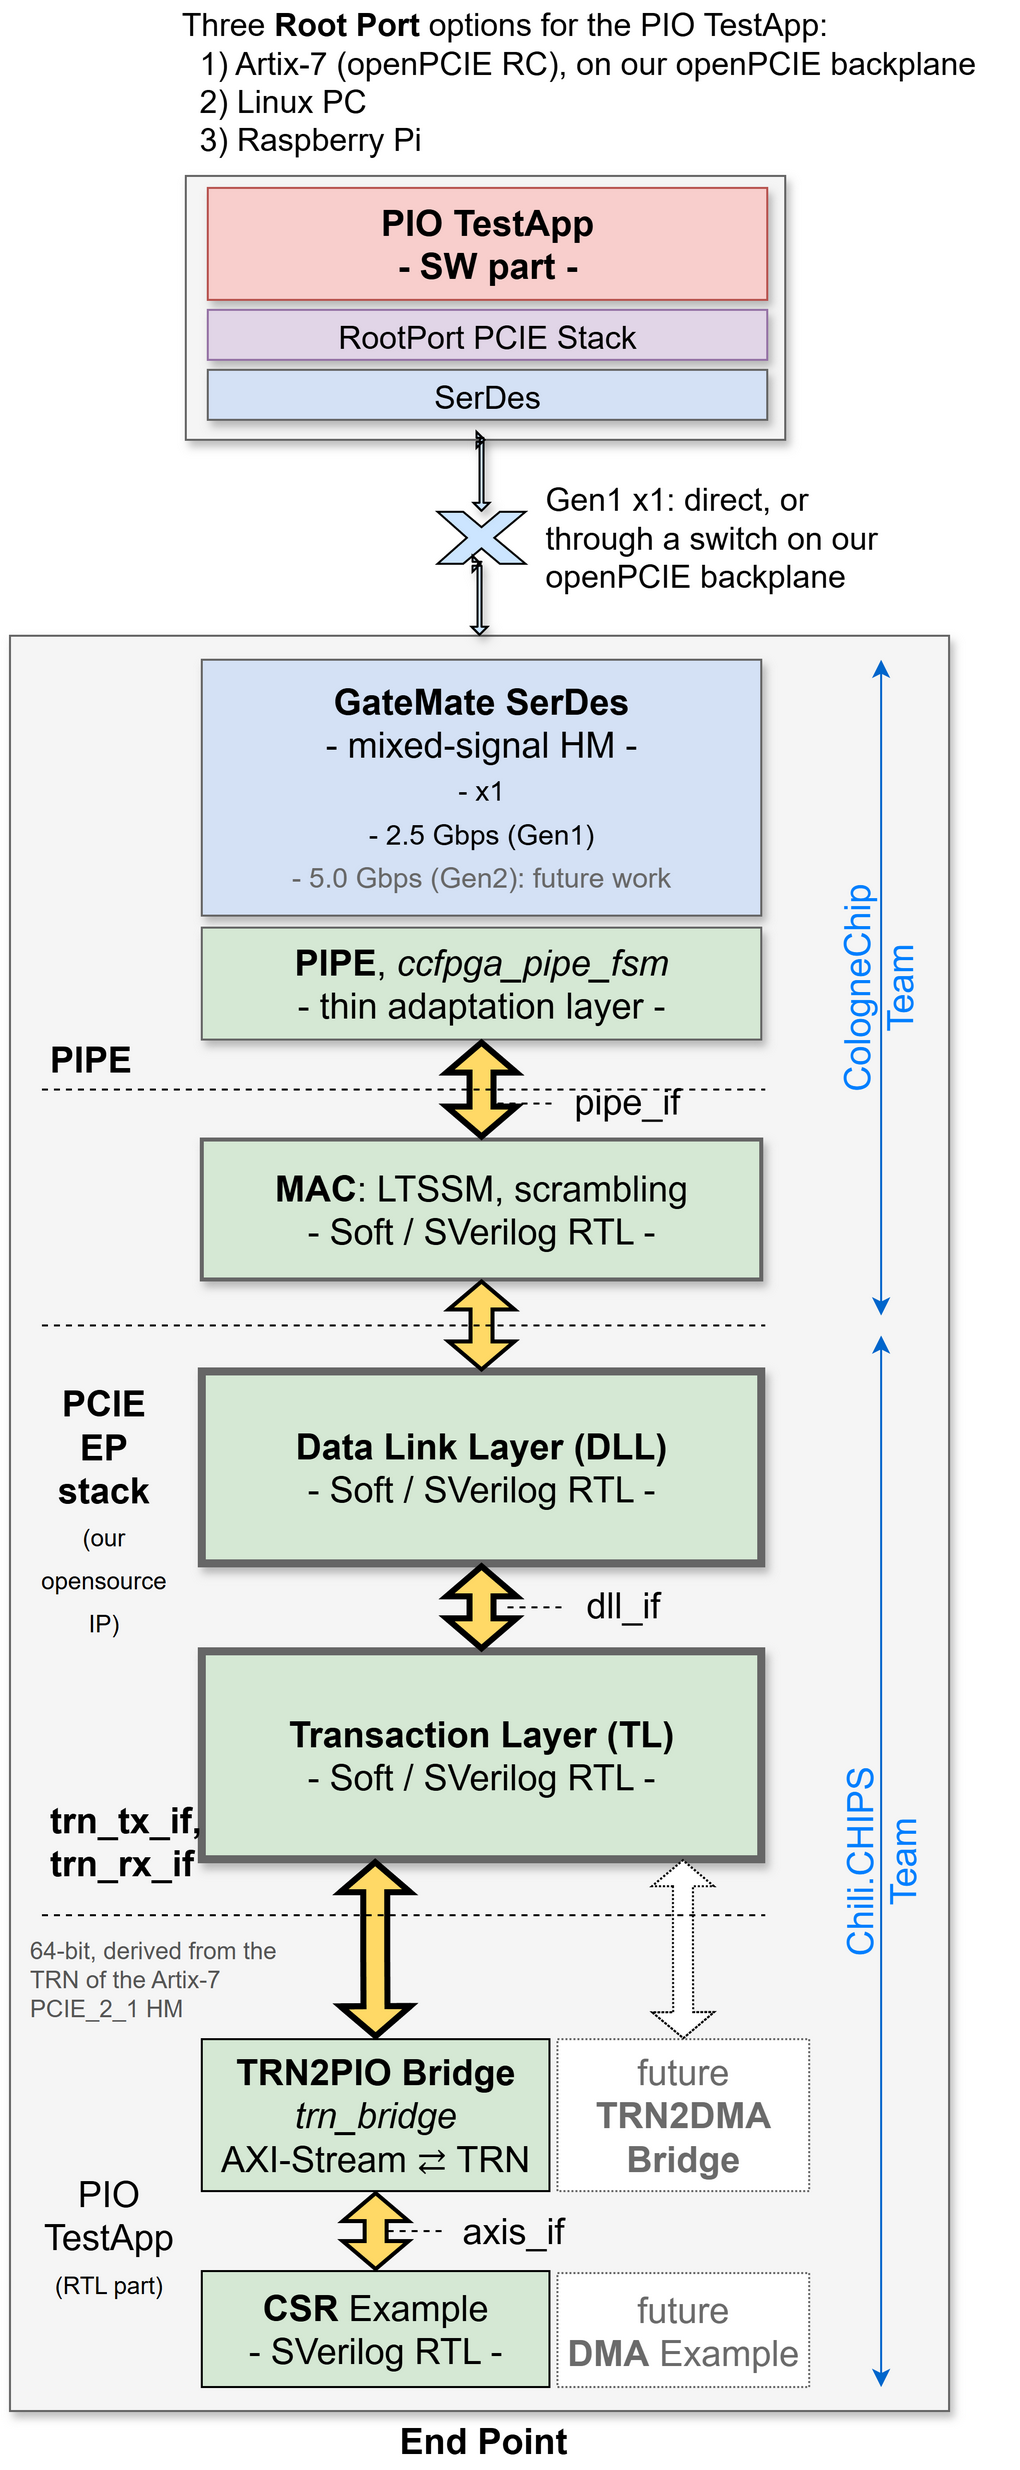 Three Root Port options for the PIO TestApp:
1) Artix-7 (openPCIE RC), on our openPCIE backplane
2) Linux PC
3) Raspberry Pi
PIO TestApp
- SW part -
RootPort PCIE Stack
SerDes
Gen1 x1: direct, or
through a switch on our
openPCIE backplane
GateMate SerDes
- mixed-signal HM -
- x1
- 2.5 Gbps (Gen1)
- 5.0 Gbps (Gen2): future work
PIPE, ccfpga_pipe_fsm
- thin adaptation layer -
CologneChip
Team
PIPE
pipe_if
MAC: LTSSM, scrambling
- Soft / SVerilog RTL -
PCIE
EP
stack
(our
opensource
IP)
Data Link Layer (DLL)
- Soft / SVerilog RTL -
dll_if
Transaction Layer (TL)
- Soft / SVerilog RTL -
Chili.CHIPS
Team
trn_tx_if,
trn_rx_if
64-bit, derived from the
TRN of the Artix-7
PCIE_2_1 HM
TRN2PIO Bridge
trn_bridge
AXI-Stream ⇄ TRN
future
TRN2DMA
Bridge
PIO
TestApp
(RTL part)
axis_if
CSR Example
- SVerilog RTL -
future
DMA Example
End Point